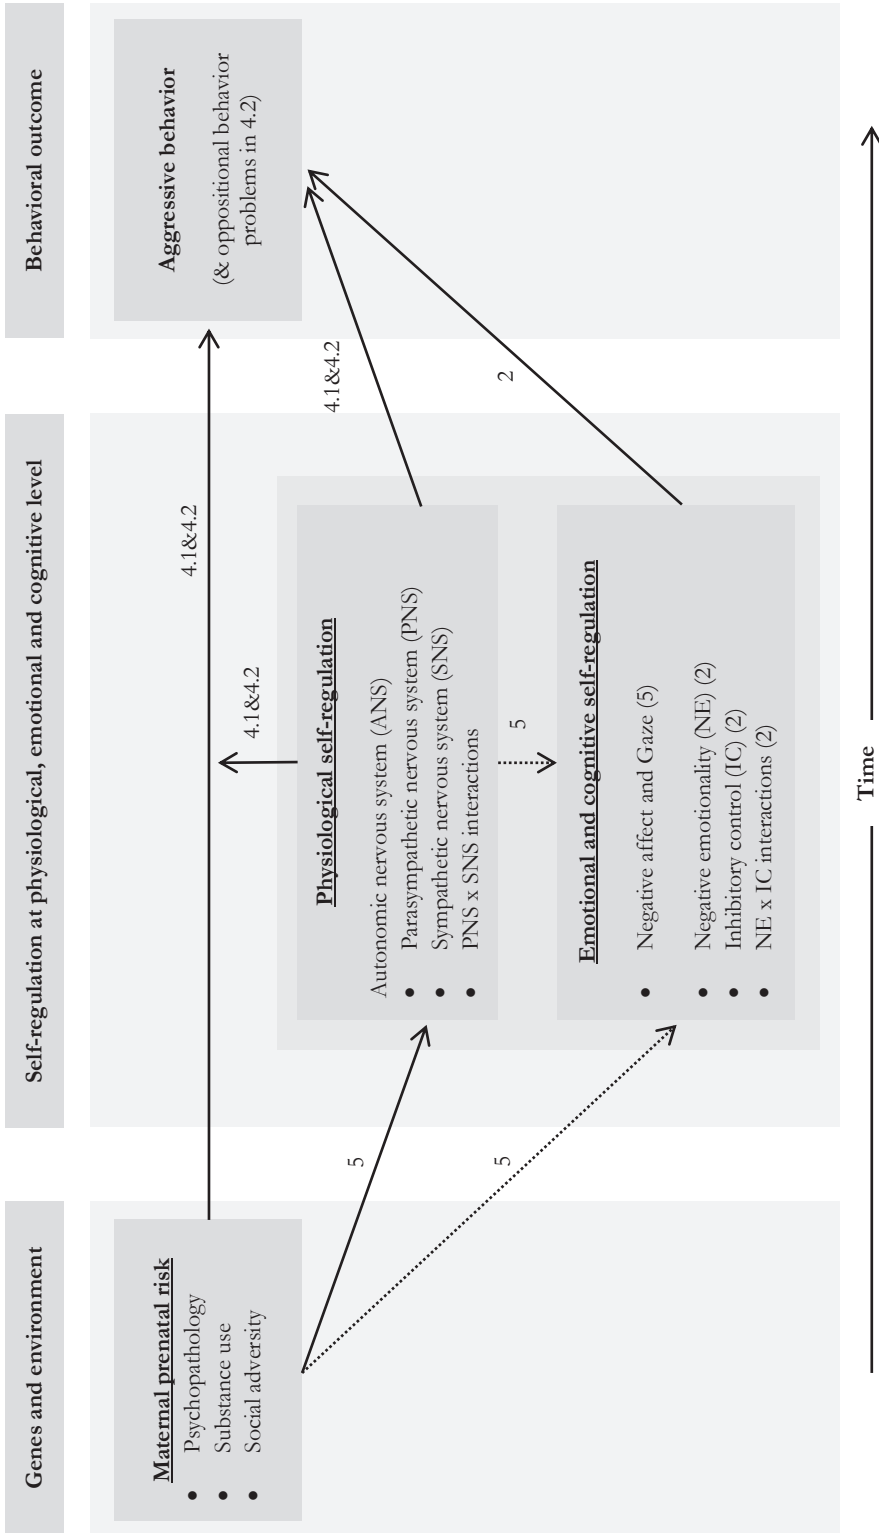 Genes and environment
Self-regulation at physiological, emotional and cognitive level
Behavioral outcome
Maternal prenatal risk
• Psychopathology
• Substance use
• Social adversity
4.1&4.2
4.1&4.2
5
5
Physiological self-regulation
Autonomic nervous system (ANS)
• Parasympathetic nervous system (PNS)
• Sympathetic nervous system (SNS)
• PNS x SNS interactions
5
Emotional and cognitive self-regulation
• Negative affect and Gaze (5)
• Negative emotionality (NE) (2)
• Inhibitory control (IC) (2)
• NE x IC interactions (2)
4.1&4.2
2
Aggressive behavior
(& oppositional behavior
problems in 4.2)
Time